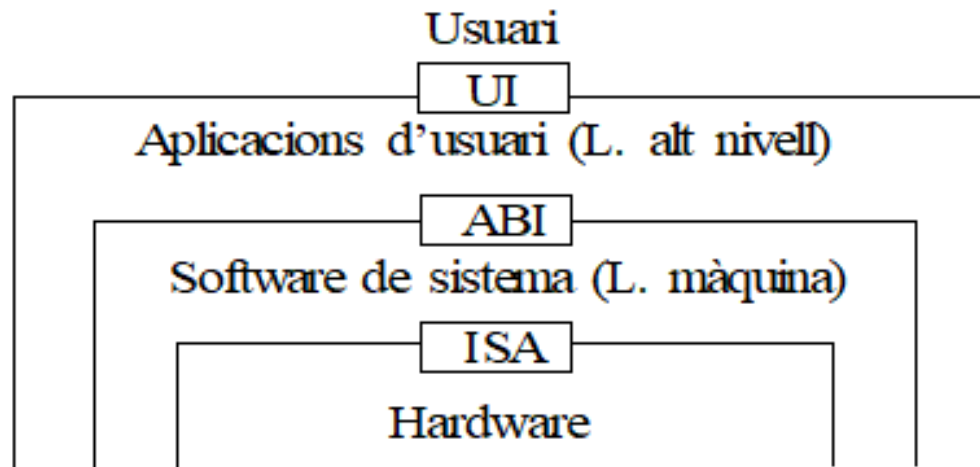 Usuari
UI
Aplicacions d’usuari (L. alt nivell)
ABI
Software de sistema (L. màquina)
ISA
Hardware